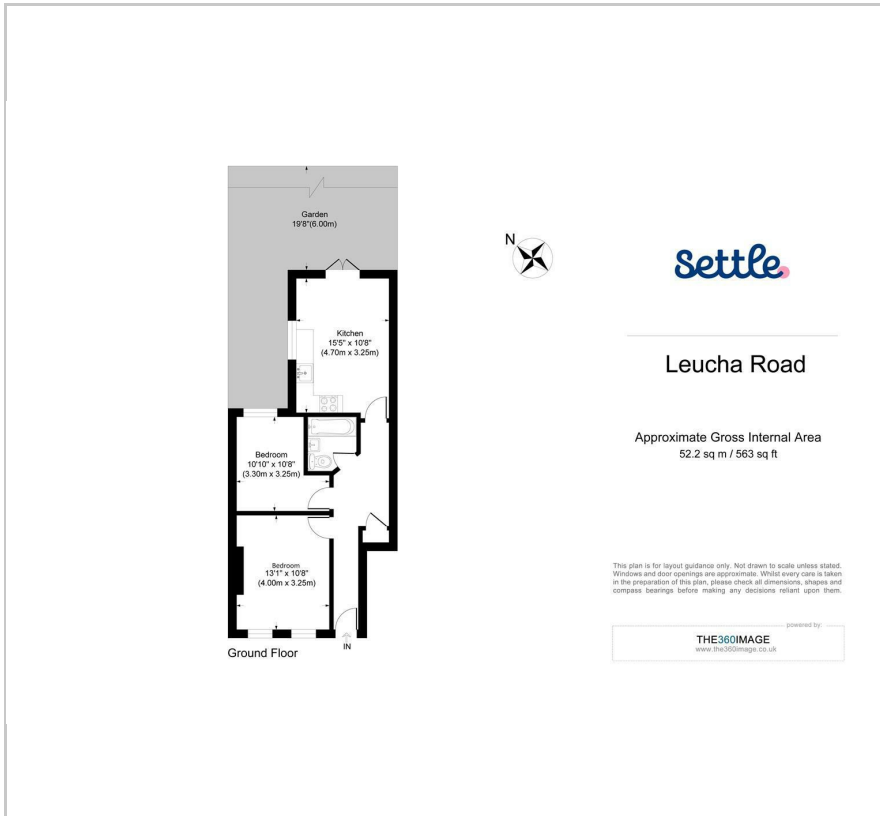 Garden
19'8"(6.00m)
N
Kitchen
15'5" x 10'8"
(4.70m x 3.25m)
Bedroom
10'10" x 10'8"
(3.30m x 3.25m)
Bedroom
13'1" x 10'8"
(4.00m x 3.25m)
IN
Ground Floor
settle.
Leucha Road
Approximate Gross Internal Area
52.2 sq m / 563 sq ft
This plan is for layout guidance only. Not drawn to scale unless stated.
Windows and door openings are approximate. Whilst every care is taken
in the preparation of this plan, please check all dimensions, shapes and
compass bearings before making any decisions reliant upon them.
powered by:
THE360IMAGE
www.the360image.co.uk